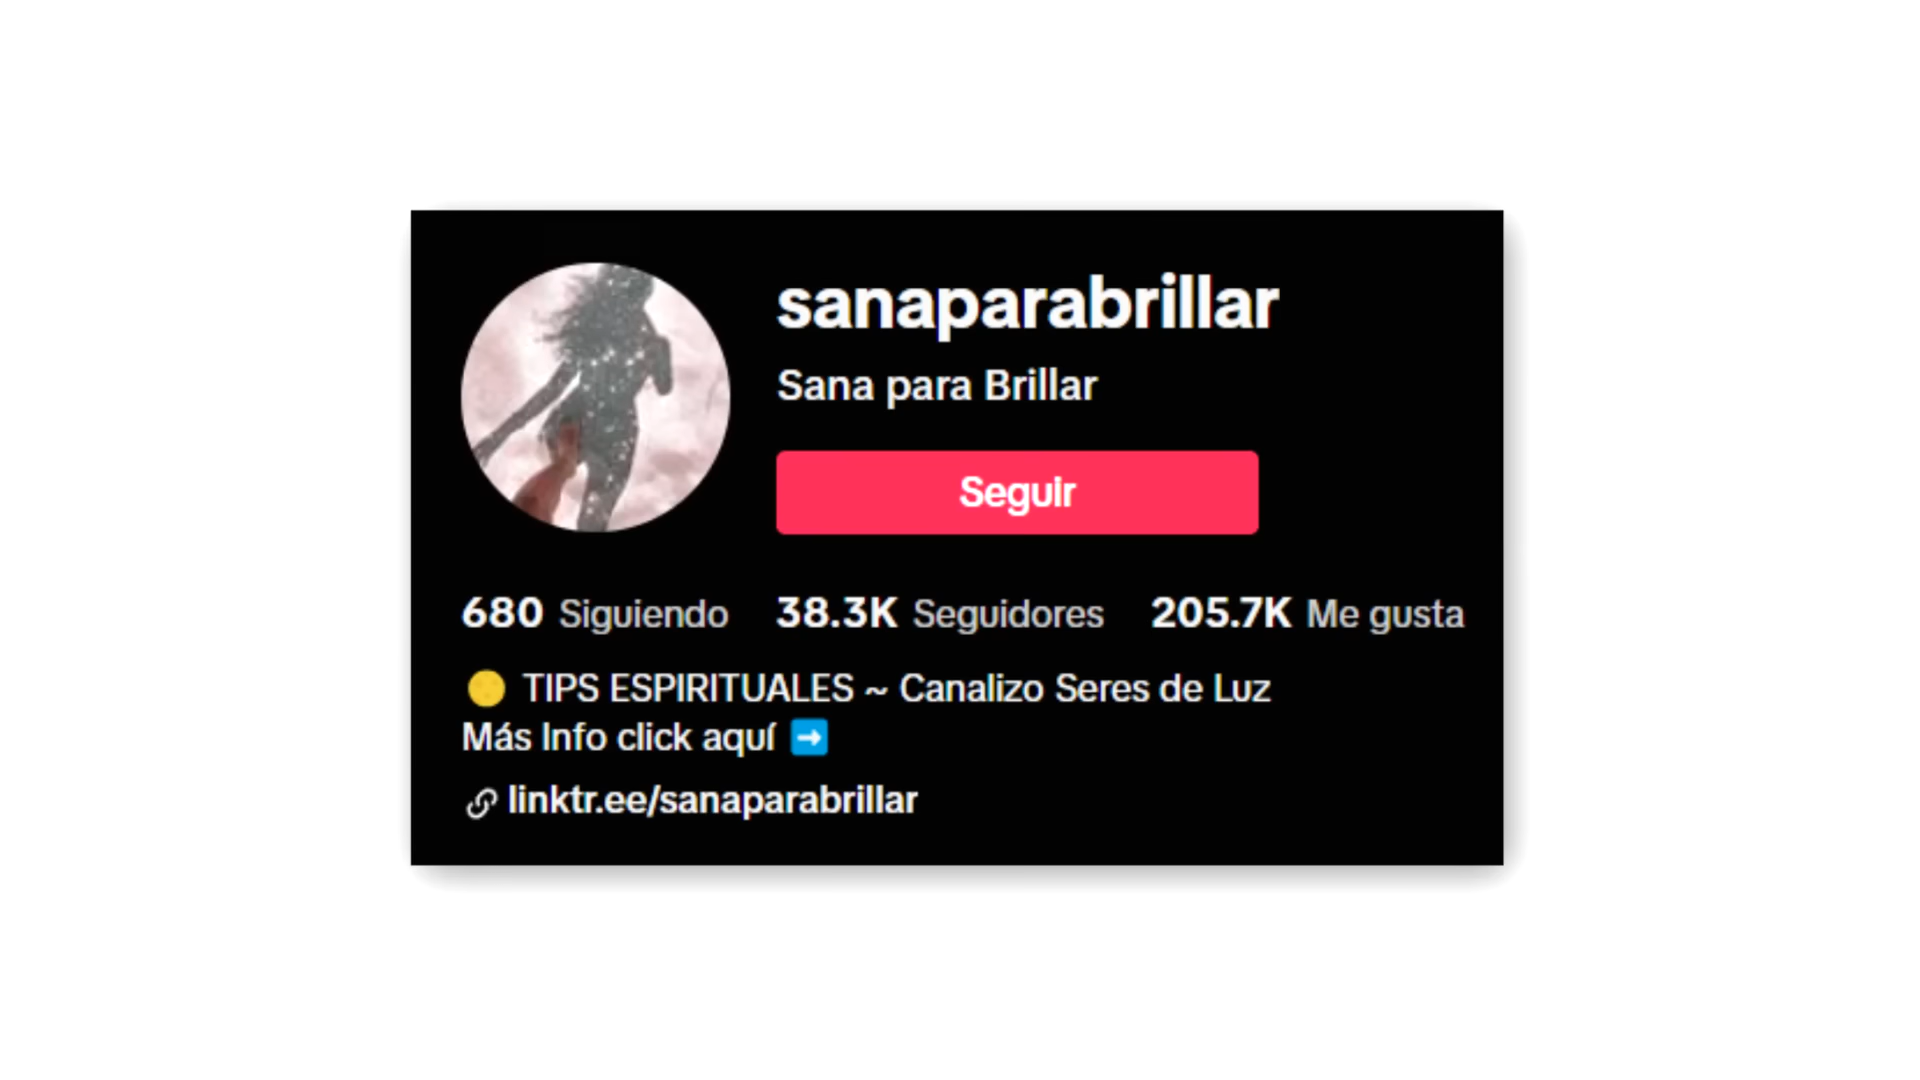 sanaparabrillar
Sana para Brillar
Seguir
680 Siguiendo 38.3K Seguidores 205.7K Me gusta
🟡 TIPS ESPIRITUALES ~ Canalizo Seres de Luz
Más Info click aquí ➡️
linktr.ee/sanaparabrillar